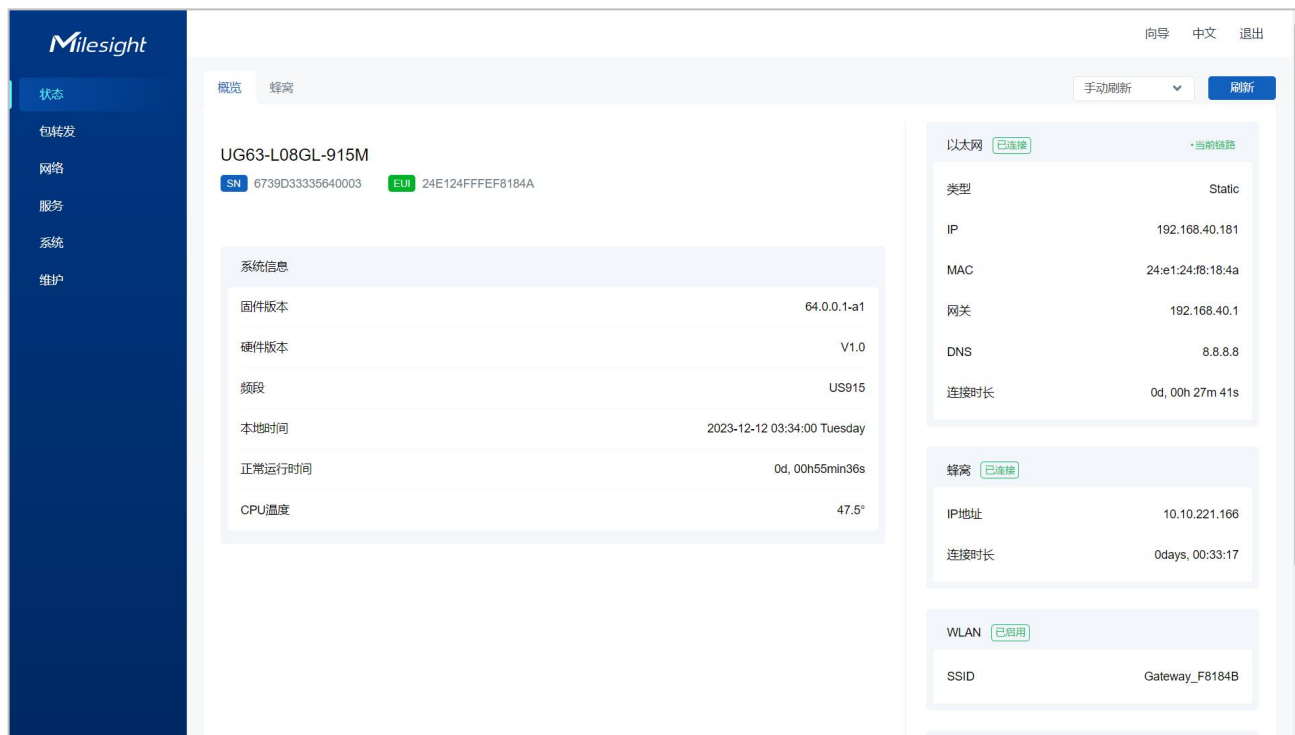 Milesight
向导 中文 退出
状态
包转发
网络
服务
系统
维护
概览 蜂窝
手动刷新 刷新
UG63-L08GL-915M
SN 6739D33335640003 EUI 24E124FFFEF8184A
系统信息
固件版本 64.0.0.1-a1
硬件版本 V1.0
频段 US915
本地时间 2023-12-12 03:34:00 Tuesday
正常运行时间 0d, 00h55min36s
CPU温度 47.5°
以太网 已连接 •当前链路
类型 Static
IP 192.168.40.181
MAC 24:e1:24:f8:18:4a
网关 192.168.40.1
DNS 8.8.8.8
连接时长 0d, 00h 27m 41s
蜂窝 已连接
IP地址 10.10.221.166
连接时长 0days, 00:33:17
WLAN 已启用
SSID Gateway_F8184B